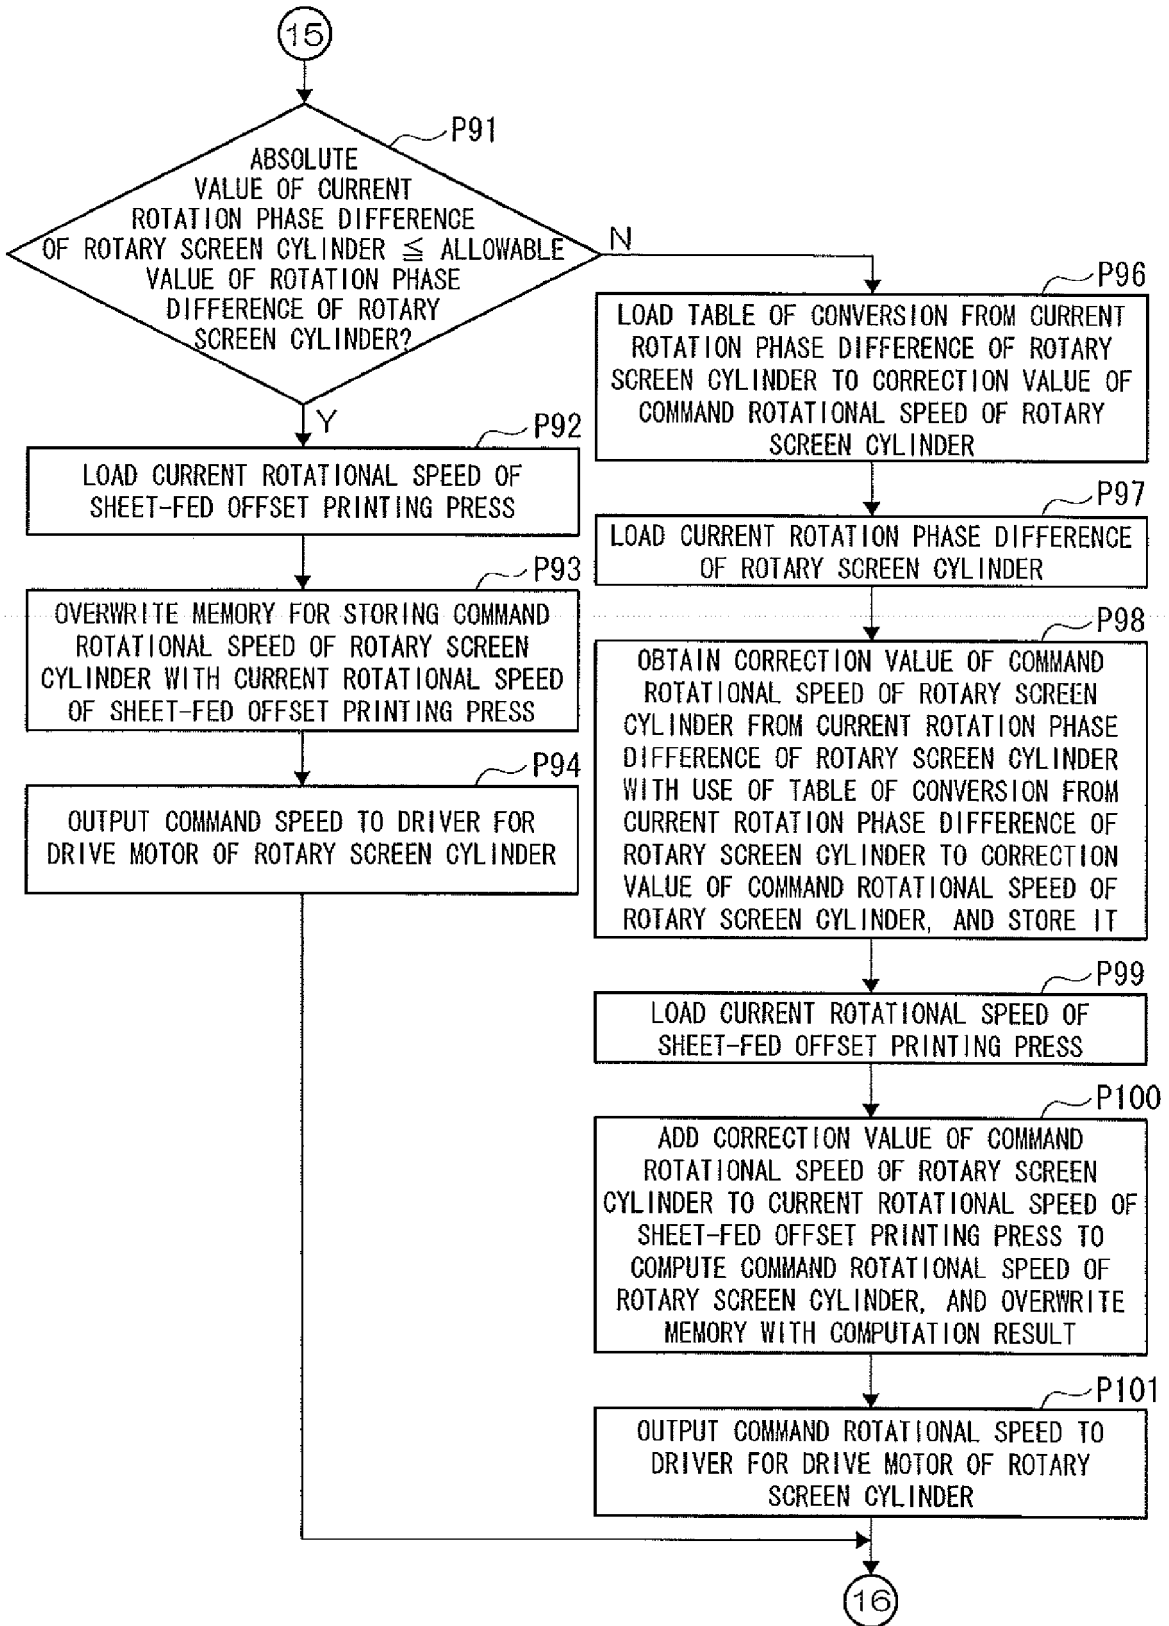 15
P91
ABSOLUTE
VALUE OF CURRENT
ROTATION PHASE DIFFERENCE
OF ROTARY SCREEN CYLINDER ≦ ALLOWABLE
VALUE OF ROTATION PHASE
DIFFERENCE OF ROTARY
SCREEN CYLINDER?
N
Y
P92
LOAD CURRENT ROTATIONAL SPEED OF
SHEET-FED OFFSET PRINTING PRESS
P93
OVERWRITE MEMORY FOR STORING COMMAND
ROTATIONAL SPEED OF ROTARY SCREEN
CYLINDER WITH CURRENT ROTATIONAL SPEED
OF SHEET-FED OFFSET PRINTING PRESS
P94
OUTPUT COMMAND SPEED TO DRIVER FOR
DRIVE MOTOR OF ROTARY SCREEN CYLINDER
P96
LOAD TABLE OF CONVERSION FROM CURRENT
ROTATION PHASE DIFFERENCE OF ROTARY
SCREEN CYLINDER TO CORRECTION VALUE OF
COMMAND ROTATIONAL SPEED OF ROTARY
SCREEN CYLINDER
P97
LOAD CURRENT ROTATION PHASE DIFFERENCE
OF ROTARY SCREEN CYLINDER
P98
OBTAIN CORRECTION VALUE OF COMMAND
ROTATIONAL SPEED OF ROTARY SCREEN
CYLINDER FROM CURRENT ROTATION PHASE
DIFFERENCE OF ROTARY SCREEN CYLINDER
WITH USE OF TABLE OF CONVERSION FROM
CURRENT ROTATION PHASE DIFFERENCE OF
ROTARY SCREEN CYLINDER TO CORRECTION
VALUE OF COMMAND ROTATIONAL SPEED OF
ROTARY SCREEN CYLINDER, AND STORE IT
P99
LOAD CURRENT ROTATIONAL SPEED OF
SHEET-FED OFFSET PRINTING PRESS
P100
ADD CORRECTION VALUE OF COMMAND
ROTATIONAL SPEED OF ROTARY SCREEN
CYLINDER TO CURRENT ROTATIONAL SPEED OF
SHEET-FED OFFSET PRINTING PRESS TO
COMPUTE COMMAND ROTATIONAL SPEED OF
ROTARY SCREEN CYLINDER, AND OVERWRITE
MEMORY WITH COMPUTATION RESULT
P101
OUTPUT COMMAND ROTATIONAL SPEED TO
DRIVER FOR DRIVE MOTOR OF ROTARY
SCREEN CYLINDER
16